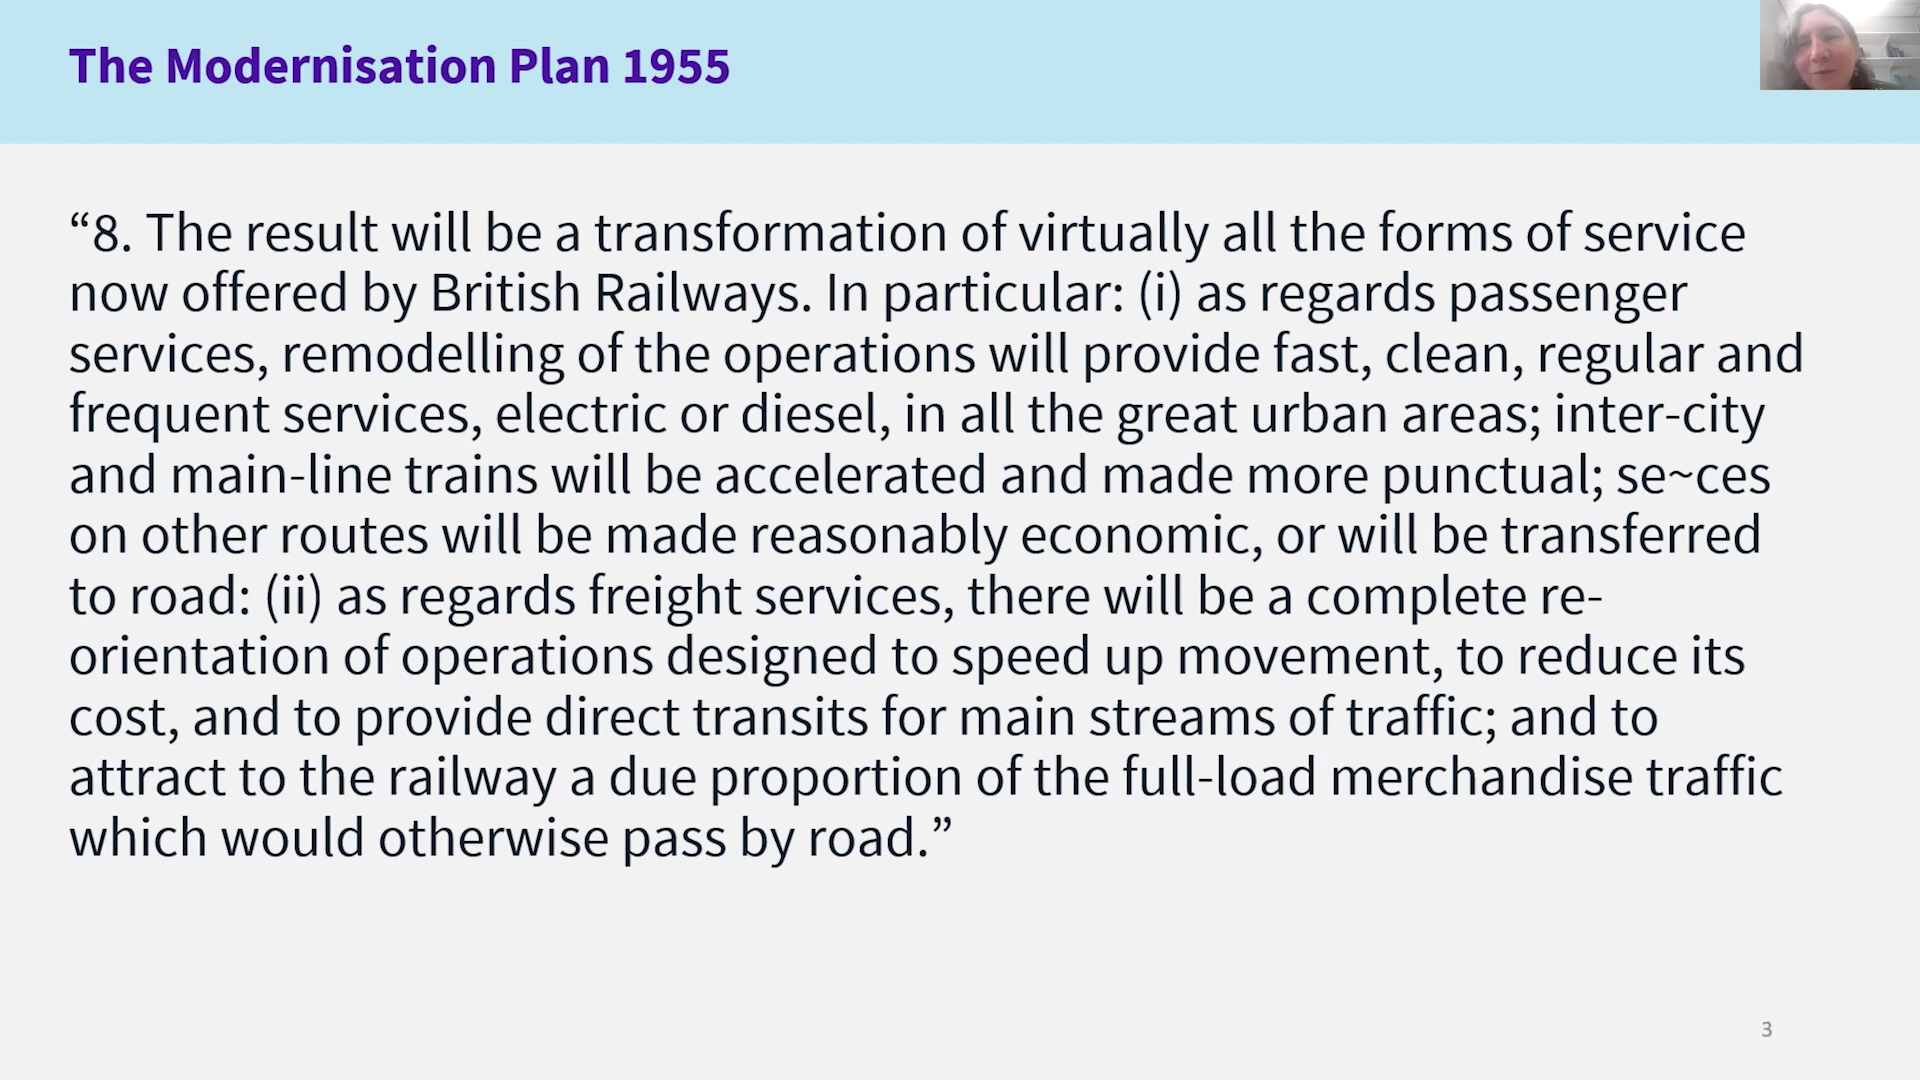 The Modernisation Plan 1955
“8. The result will be a transformation of virtually all the forms of service
now offered by British Railways. In particular: (i) as regards passenger
services, remodelling of the operations will provide fast, clean, regular and
frequent services, electric or diesel, in all the great urban areas; inter-city
and main-line trains will be accelerated and made more punctual; se~ces
on other routes will be made reasonably economic, or will be transferred
to road: (ii) as regards freight services, there will be a complete re-
orientation of operations designed to speed up movement, to reduce its
cost, and to provide direct transits for main streams of traffic; and to
attract to the railway a due proportion of the full-load merchandise traffic
which would otherwise pass by road.”
3